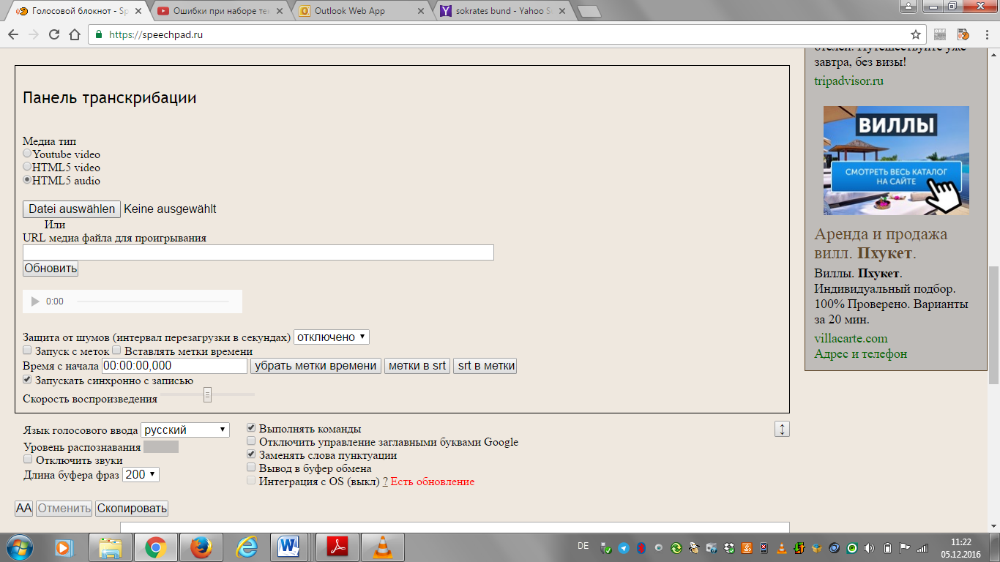 Голосовой блокнот - Sp
Ошибки при наборе тек
Outlook Web App
sokrates bund - Yahoo S
https://speechpad.ru
отелей. Путешествуйте уже
завтра, без визы!
tripadvisor.ru
ВИЛЛЫ
СМОТРЕТЬ ВЕСЬ КАТАЛОГ
НА САЙТЕ
Аренда и продажа
вилл. Пхукет.
Виллы. Пхукет.
Индивидуальный подбор.
100% Проверено. Варианты
за 20 мин.
villacarte.com
Адрес и телефон
Панель транскрибации
Медиа тип
Youtube video
HTML5 video
HTML5 audio
Datei auswählen Keine ausgewählt
Или
URL медиа файла для проигрывания
Обновить
0:00
Защита от шумов (интервал перезагрузки в секундах) отключено
Запуск с меток Вставлять метки времени
Время с начала 00:00:00,000 убрать метки времени метки в srt srt в метки
Запускать синхронно с записью
Скорость воспроизведения
Язык голосового ввода русский
Уровень распознавания
Отключить звуки
Длина буфера фраз 200
Выполнять команды
Отключить управление заглавными буквами Google
Заменять слова пунктуации
Вывод в буфер обмена
Интеграция с OS (выкл) ? Есть обновление
AA Отменить Скопировать
DE
11:22
05.12.2016